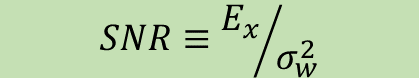 SNR ≡ E_x / σ_w^2